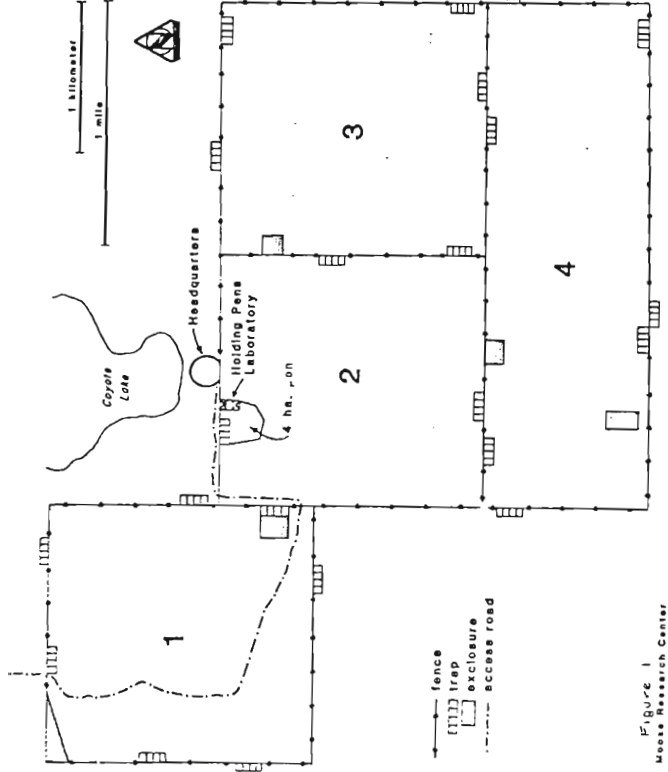 1 kilometer
1 mile
Coyote
Lake
Headquarters
Holding Pens
Laboratory
4 ha.
1
2
3
4
fence
trap
exclosure
access road
Figure 1
Moose Research Center